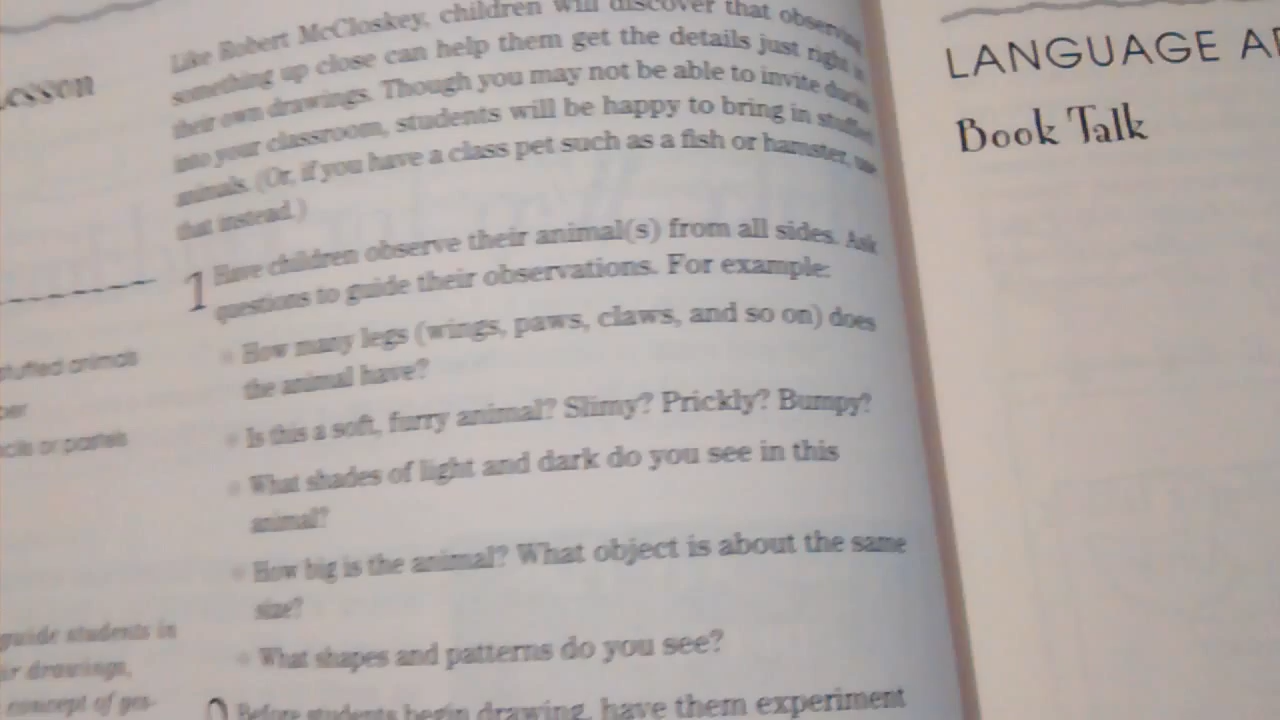 esson
stuffed animals
or pastels
guide students in
drawings,
concept of
Like Robert McCloskey, children will discover that
something up close can help them get the details just right
their own drawings. Though you may not be able to invite
into your classroom, students will be happy to bring in
animals. (Or, if you have a class pet such as a fish or hamster,
that instead.)
1 Have children observe their animal(s) from all sides. Ask
questions to guide their observations. For example:
How many legs (wings, paws, claws, and so on) does
the animal have?
Is this a soft, furry animal? Slimy? Prickly? Bumpy?
What shades of light and dark do you see in this
animal?
How big is the animal? What object is about the same
size?
What shapes and patterns do you see?
Before students begin drawing, have them experiment
LANGUAGE
Book Talk